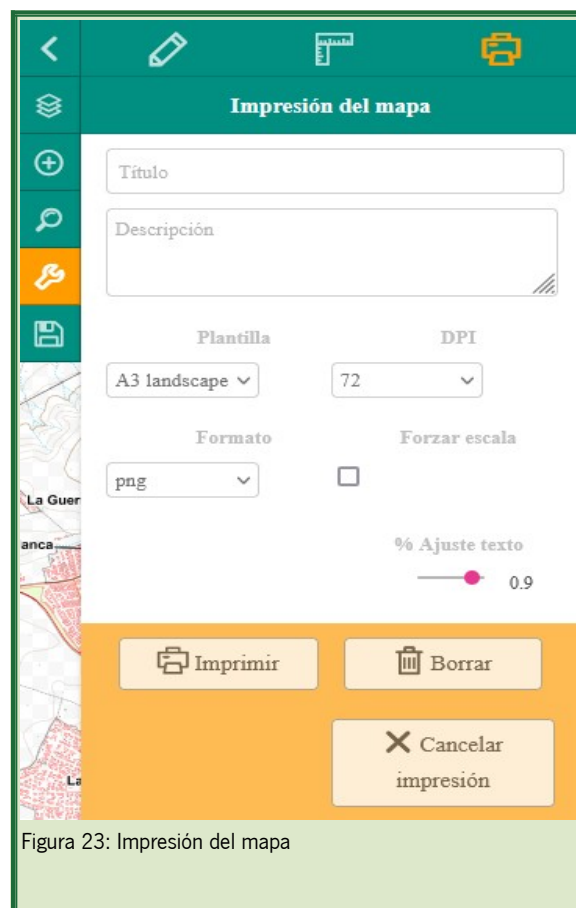 Impresión del mapa
Título
Descripción
Plantilla DPI
A3 landscape 72
Formato Forzar escala
png
% Ajuste texto
0.9
La Guer
anca
La
Imprimir Borrar
Cancelar
impresión
Figura 23: Impresión del mapa